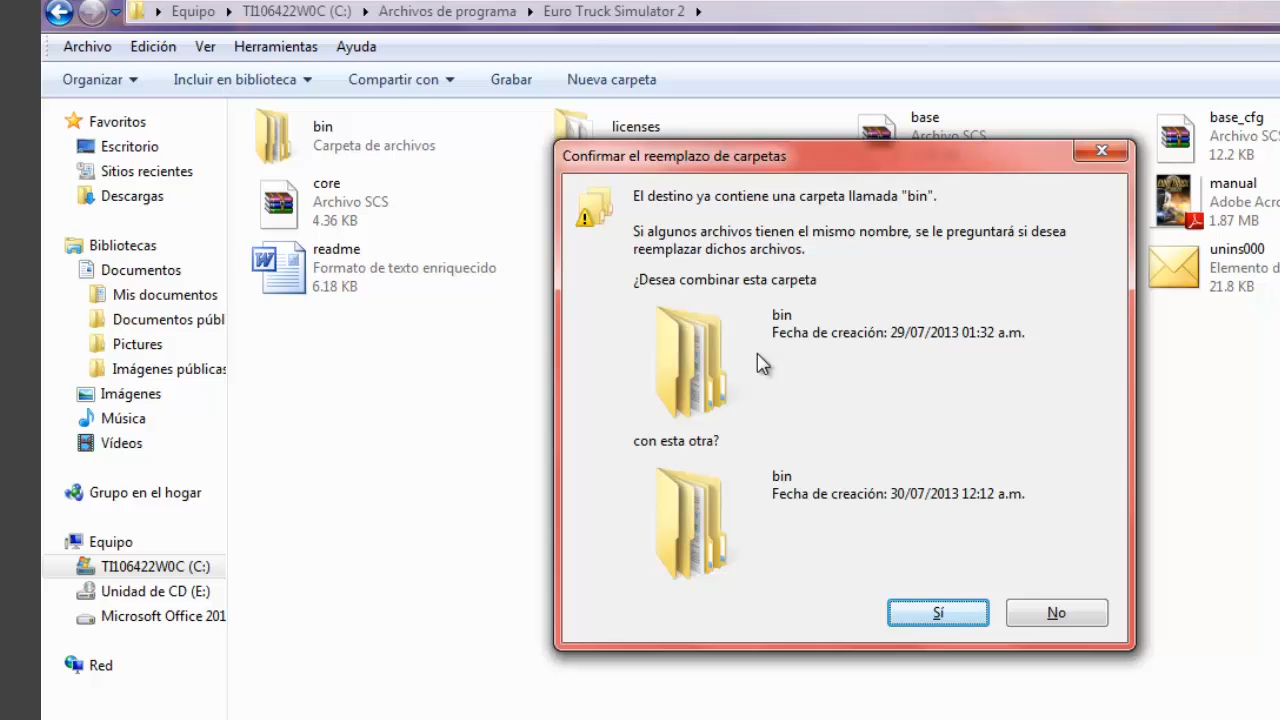 Equipo TI106422W0C (C:) Archivos de programa Euro Truck Simulator 2
Archivo Edición Ver Herramientas Ayuda
Organizar Incluir en biblioteca Compartir con Grabar Nueva carpeta
Favoritos
Escritorio
Sitios recientes
Descargas
Bibliotecas
Documentos
Mis documentos
Documentos públ
Pictures
Imágenes públicas
Imágenes
Música
Vídeos
Grupo en el hogar
Equipo
TI106422W0C (C:)
Unidad de CD (E:)
Microsoft Office 201
Red
bin
Carpeta de archivos
core
Archivo SCS
4.36 KB
readme
Formato de texto enriquecido
6.18 KB
licenses
base
Archivo SCS
base_cfg
Archivo SCS
12.2 KB
manual
Adobe Acro
1.87 MB
unins000
Elemento d
21.8 KB
Confirmar el reemplazo de carpetas
El destino ya contiene una carpeta llamada "bin".
Si algunos archivos tienen el mismo nombre, se le preguntará si desea
reemplazar dichos archivos.
¿Desea combinar esta carpeta
bin
Fecha de creación: 29/07/2013 01:32 a.m.
con esta otra?
bin
Fecha de creación: 30/07/2013 12:12 a.m.
Sí No